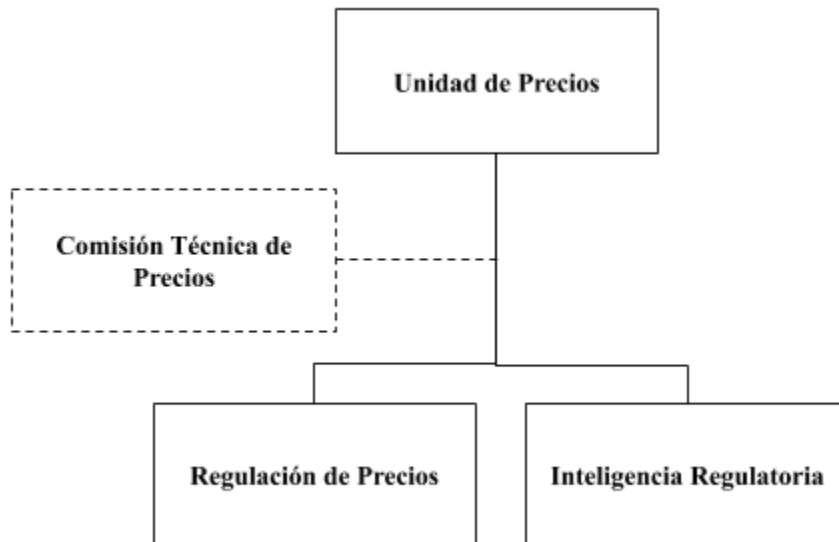 Unidad de Precios
Comisión Técnica de
Precios
Regulación de Precios
Inteligencia Regulatoria